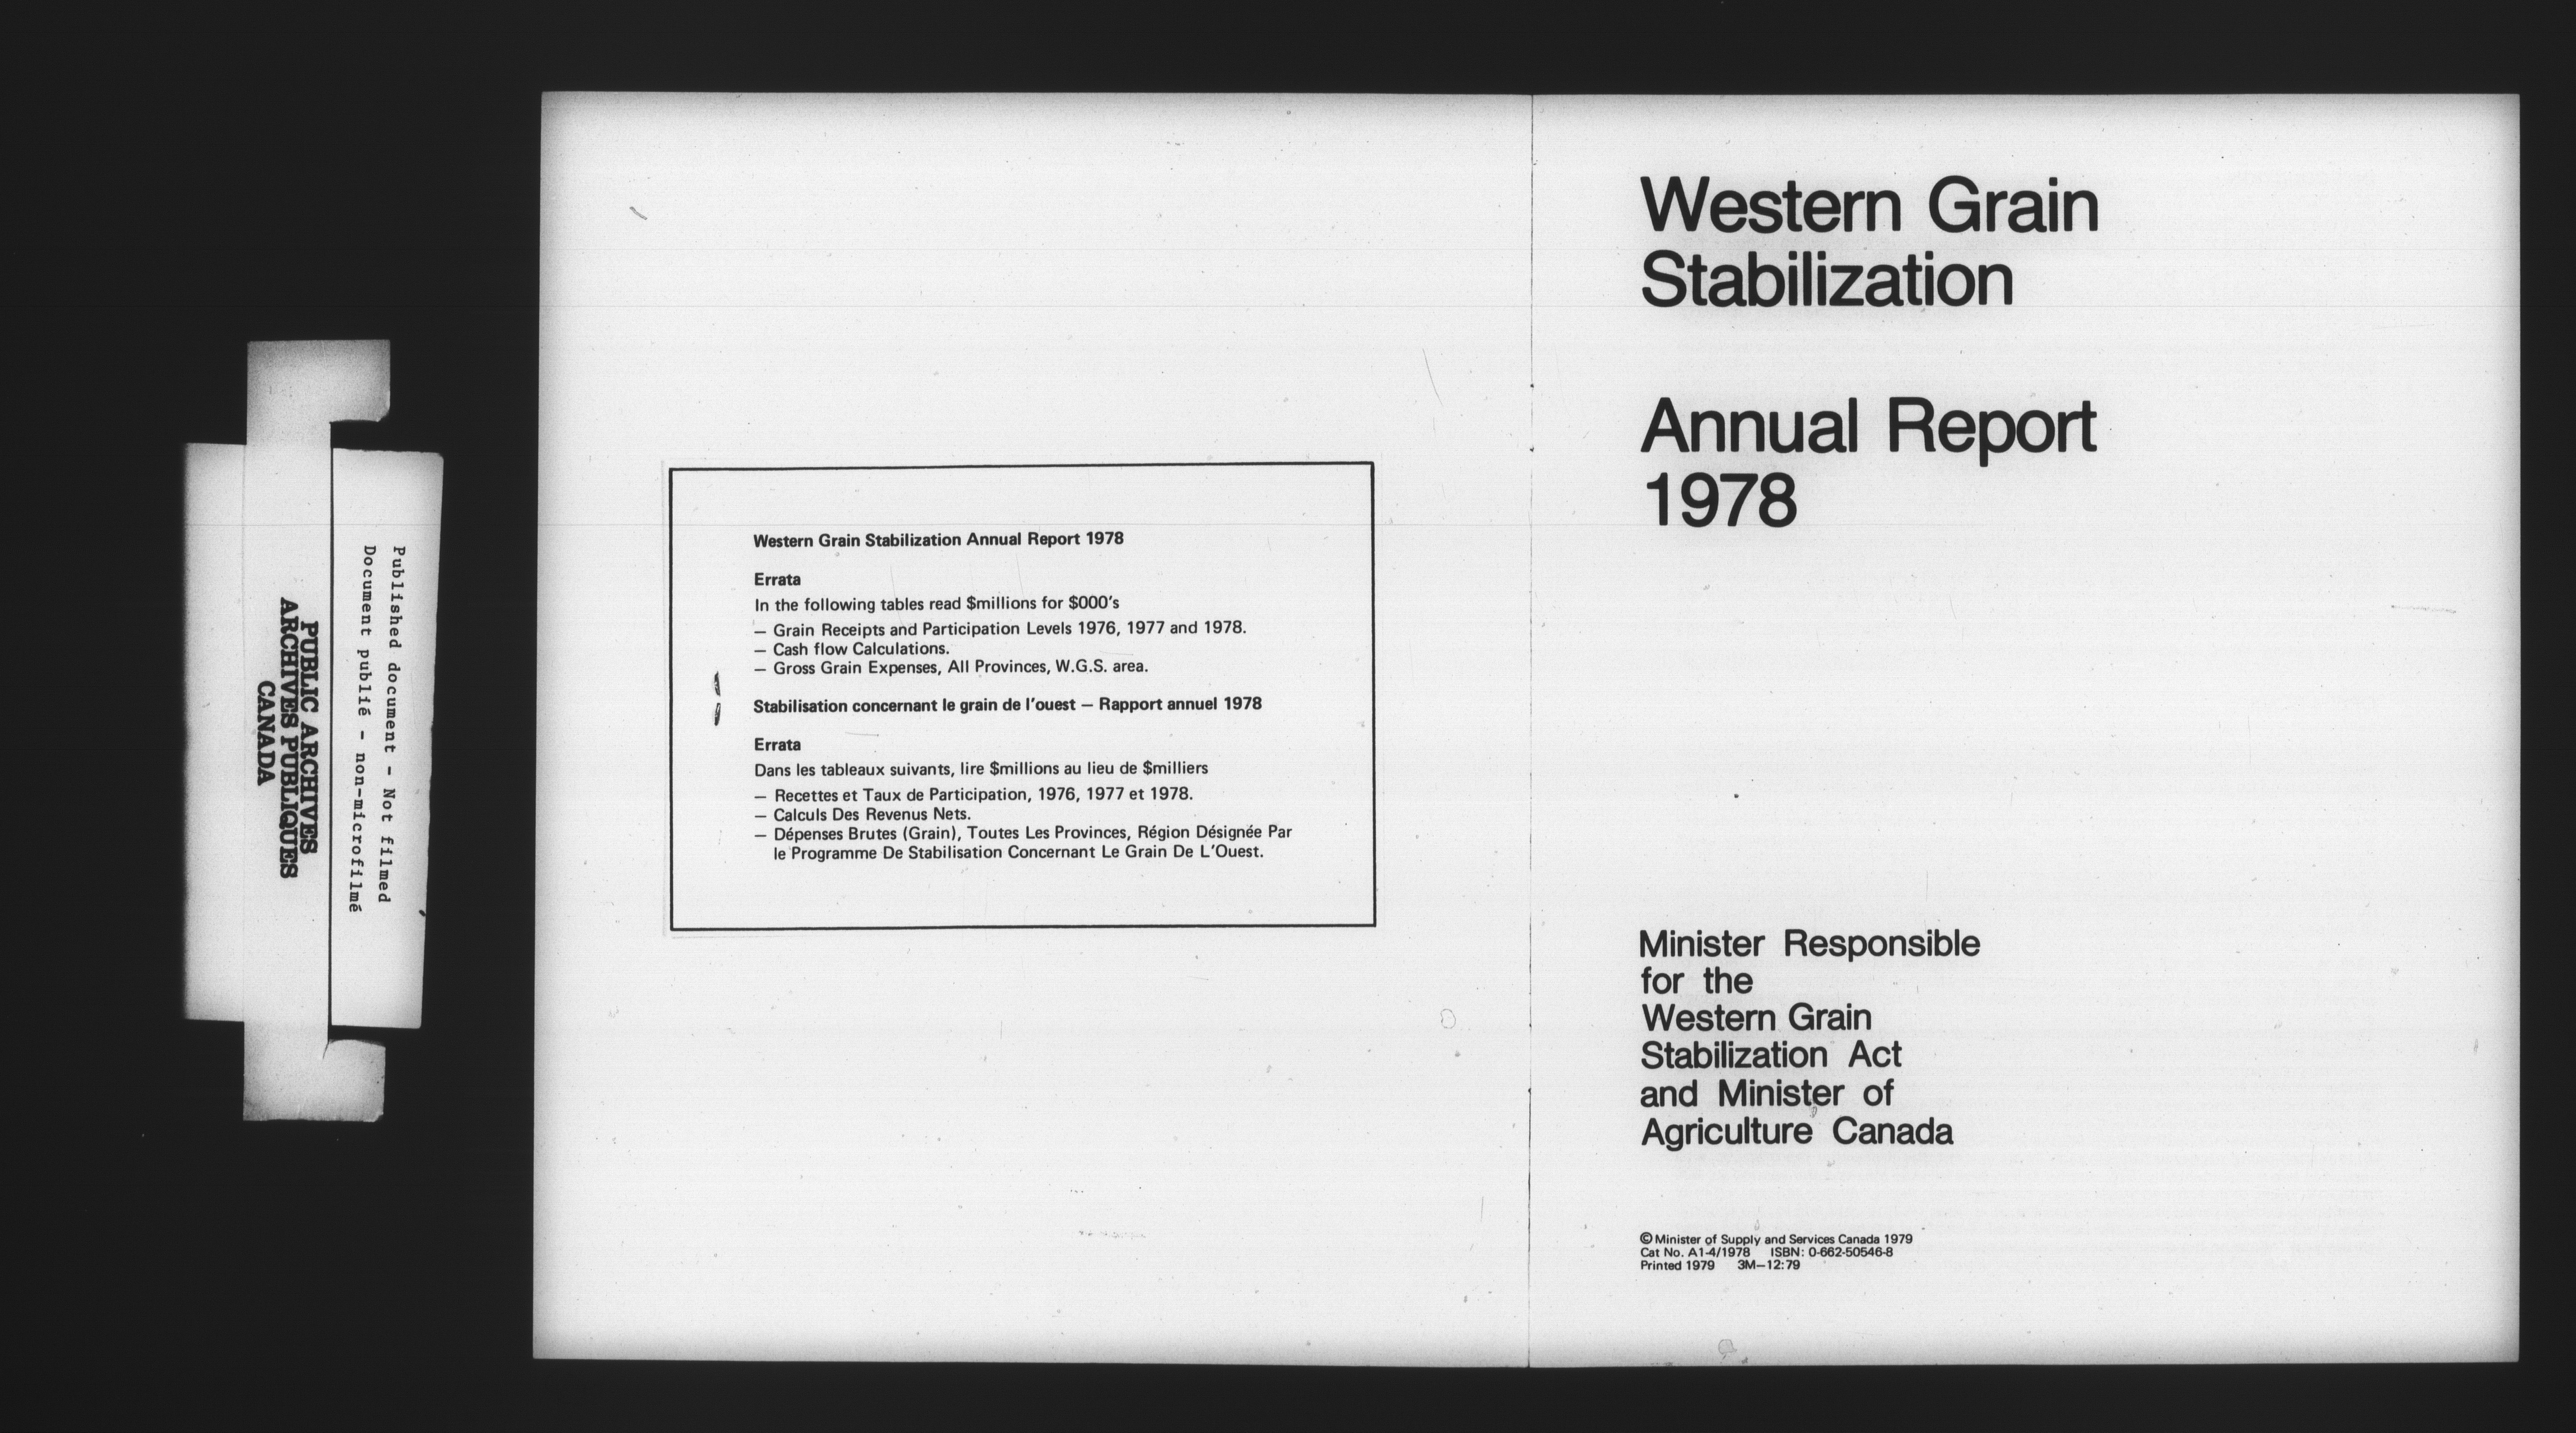 Published document - Not filmed
Document publié - non-microfilmé
PUBLIC ARCHIVES
ARCHIVES PUBLIQUES
CANADA
Western Grain Stabilization Annual Report 1978
Errata
In the following tables read $millions for $000's
— Grain Receipts and Participation Levels 1976, 1977 and 1978.
— Cash flow Calculations.
— Gross Grain Expenses, All Provinces, W.G.S. area.
Stabilisation concernant le grain de l'ouest — Rapport annuel 1978
Errata
Dans les tableaux suivants, lire $millions au lieu de $milliers
— Recettes et Taux de Participation, 1976, 1977 et 1978.
— Calculs Des Revenus Nets.
— Dépenses Brutes (Grain), Toutes Les Provinces, Région Désignée Par
le Programme De Stabilisation Concernant Le Grain De L'Ouest.
Western Grain
Stabilization
Annual Report
1978
Minister Responsible
for the
Western Grain
Stabilization Act
and Minister of
Agriculture Canada
© Minister of Supply and Services Canada 1979
Cat No. A1-4/1978 ISBN: 0-662-50546-8
Printed 1979 3M—12:79